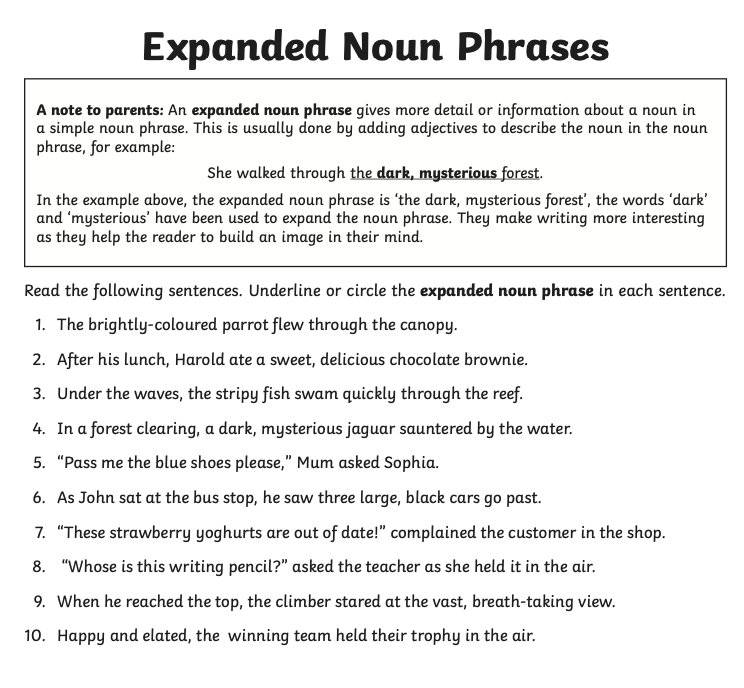 Expanded Noun Phrases
A note to parents: An expanded noun phrase gives more detail or information about a noun in
a simple noun phrase. This is usually done by adding adjectives to describe the noun in the noun
phrase, for example:
She walked through the dark, mysterious forest.
In the example above, the expanded noun phrase is ‘the dark, mysterious forest’, the words ‘dark’
and ‘mysterious’ have been used to expand the noun phrase. They make writing more interesting
as they help the reader to build an image in their mind.
Read the following sentences. Underline or circle the expanded noun phrase in each sentence.
1. The brightly-coloured parrot flew through the canopy.
2. After his lunch, Harold ate a sweet, delicious chocolate brownie.
3. Under the waves, the stripy fish swam quickly through the reef.
4. In a forest clearing, a dark, mysterious jaguar sauntered by the water.
5. “Pass me the blue shoes please,” Mum asked Sophia.
6. As John sat at the bus stop, he saw three large, black cars go past.
7. “These strawberry yoghurts are out of date!” complained the customer in the shop.
8. “Whose is this writing pencil?” asked the teacher as she held it in the air.
9. When he reached the top, the climber stared at the vast, breath-taking view.
10. Happy and elated, the winning team held their trophy in the air.